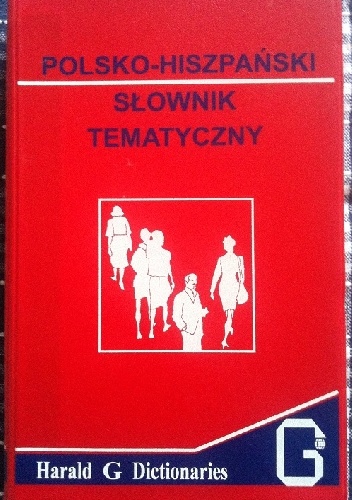 POLSKO-HISZPAŃSKI
SŁOWNIK
TEMATYCZNY
Harald G Dictionaries
G